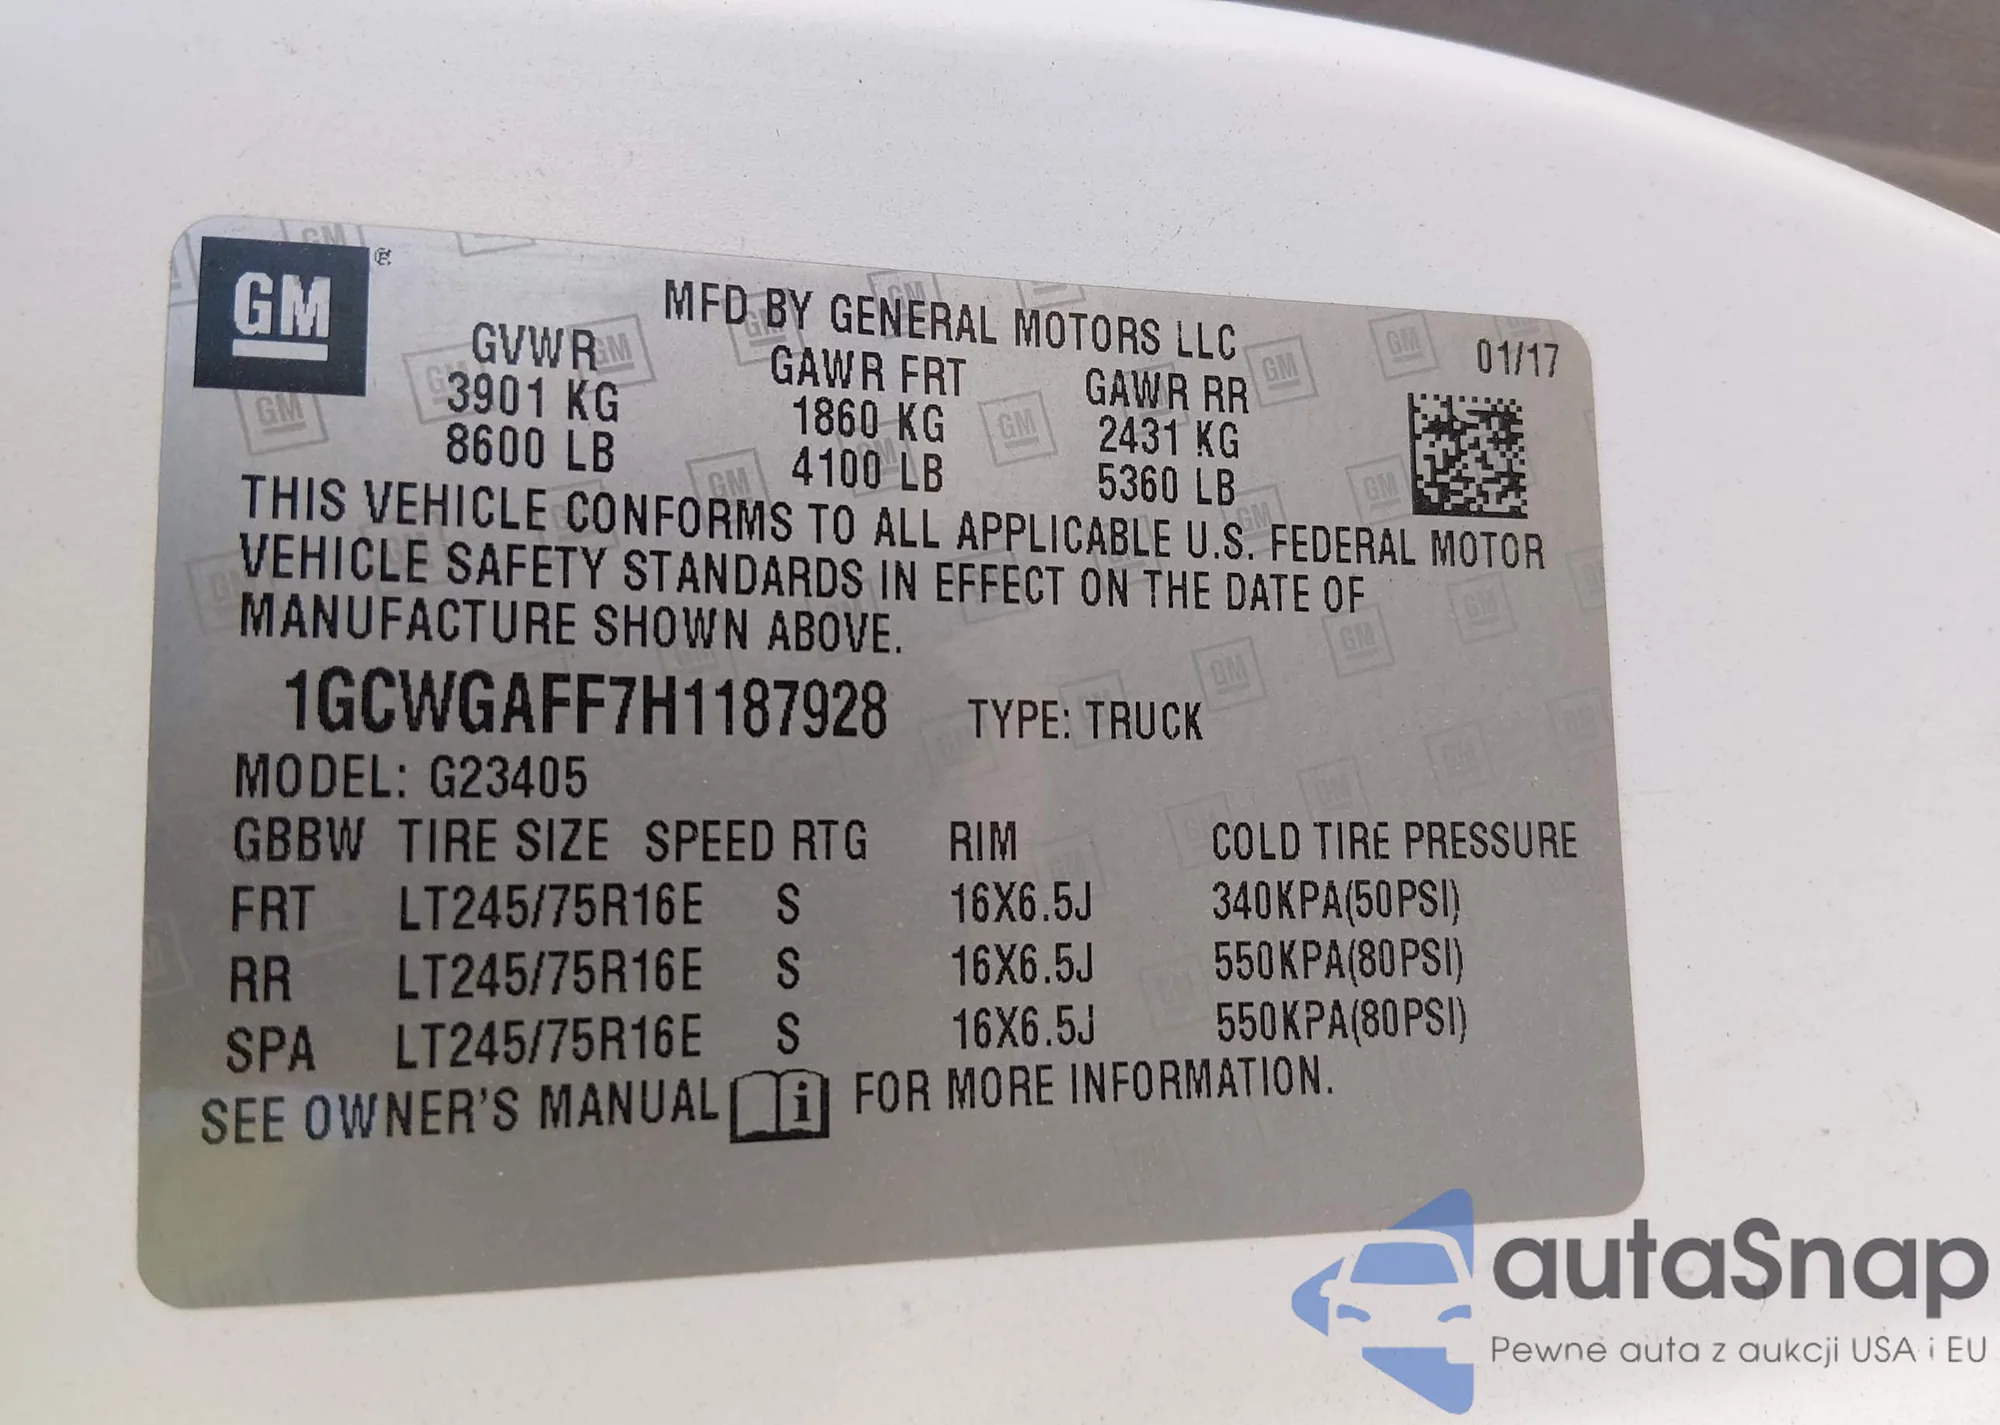 GM ®
MFD BY GENERAL MOTORS LLC
01/17
GVWR GAWR FRT GAWR RR
3901 KG 1860 KG 2431 KG
8600 LB 4100 LB 5360 LB
THIS VEHICLE CONFORMS TO ALL APPLICABLE U.S. FEDERAL MOTOR
VEHICLE SAFETY STANDARDS IN EFFECT ON THE DATE OF
MANUFACTURE SHOWN ABOVE.
1GCWGAFF7H1187928 TYPE: TRUCK
MODEL: G23405
GBBW TIRE SIZE SPEED RTG RIM COLD TIRE PRESSURE
FRT LT245/75R16E S 16X6.5J 340KPA(50PSI)
RR LT245/75R16E S 16X6.5J 550KPA(80PSI)
SPA LT245/75R16E S 16X6.5J 550KPA(80PSI)
SEE OWNER'S MANUAL i FOR MORE INFORMATION.
autaSnap
Pewne auta z aukcji USA i EU